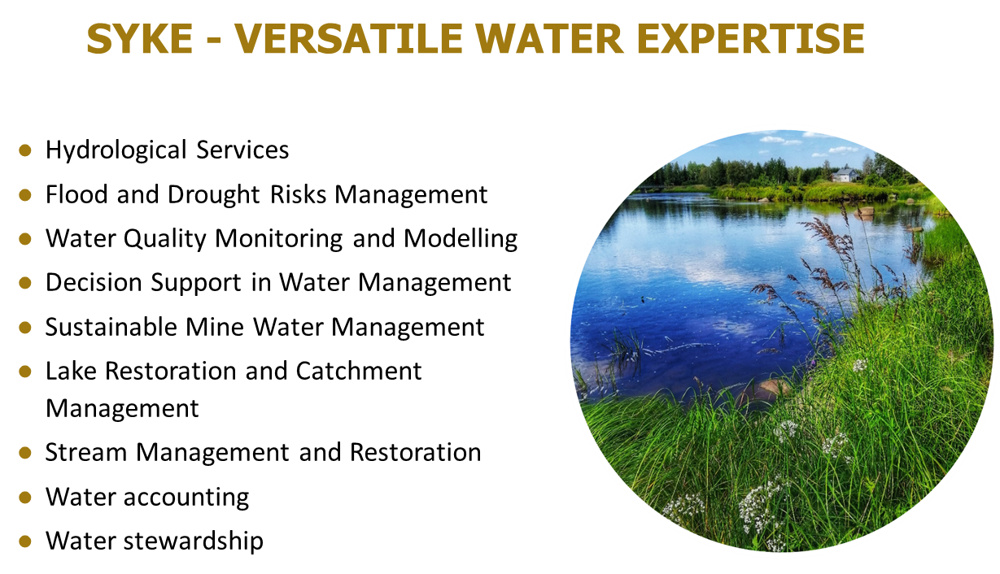 SYKE - VERSATILE WATER EXPERTISE
● Hydrological Services
● Flood and Drought Risks Management
● Water Quality Monitoring and Modelling
● Decision Support in Water Management
● Sustainable Mine Water Management
● Lake Restoration and Catchment
Management
● Stream Management and Restoration
● Water accounting
● Water stewardship